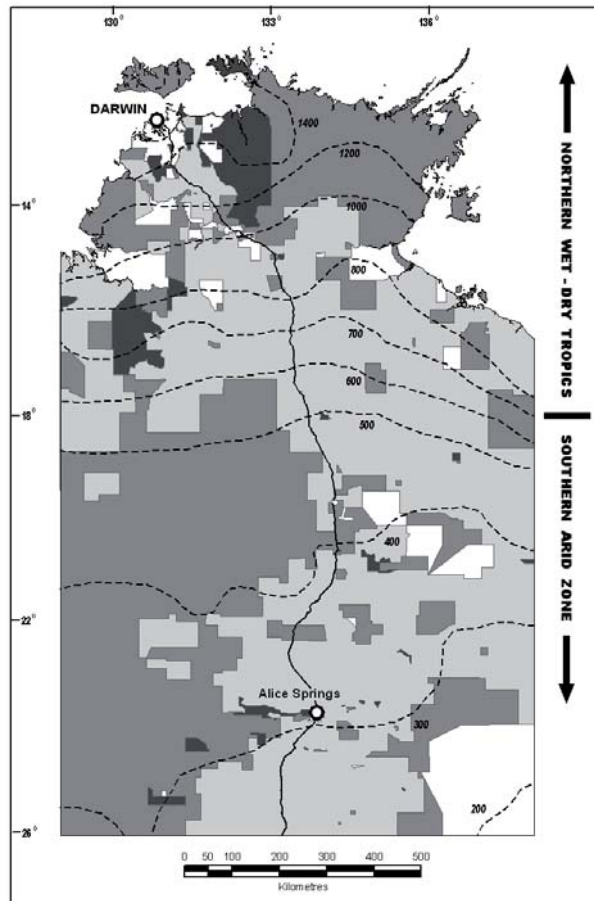 130° 133° 136°
DARWIN
1400
1200
14°
1000
800
700
600
18°
500
400
22°
Alice Springs
300
200
26°
NORTHERN WET - DRY TROPICS
SOUTHERN ARID ZONE
0 50 100 200 300 400 500
Kilometres